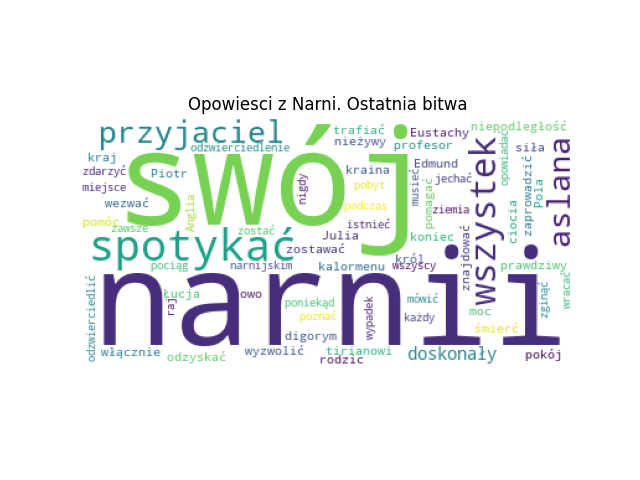 Opowiesci z Narni. Ostatnia bitwa
przyjaciel
trafiać
Eustachy
niepodległość
odzwierciedlenie
nieżywy
profesor
siła
kraj
swój
Edmund
wszystek
opowiadać
zaprowadzić
aslana
zdarzyć
Piotr
kraina
jechać
miejsce
nigdy
pobyt
musieć
pomagać
Pola
wezwać
Anglia
podczas
ziemia
ciocia
pomóc
zawsze
zostać
istnieć
Julia
koniec
znajdować
spotykać
zostawać
król
pociąg
narnijskim
kalormenu
wszyscy
prawdziwy
odzwierciedlić
narnii
Łucja
raj
owo
poniekąd
wypadek
mówić
moc
zginąć
wracać
poznać
każdy
śmierć
digorym
włącznie
odzyskać
wyzwolić
tirianowi
rodzic
doskonały
pokój